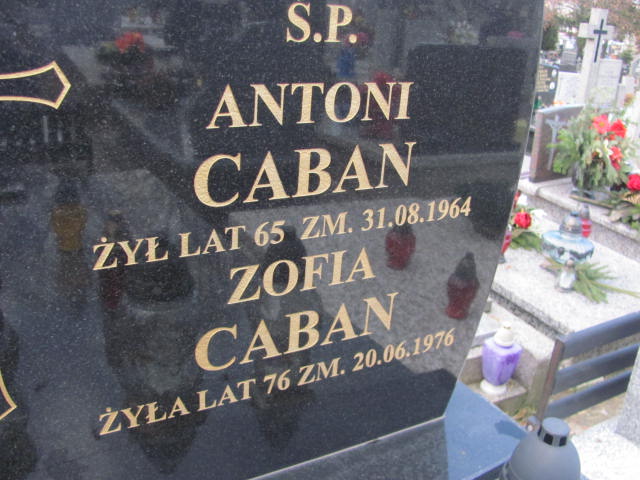 S.P.
ANTONI
CABAN
ŻYŁ LAT 65 ZM. 31.08.1964
ZOFIA
CABAN
ŻYŁA LAT 76 ZM. 20.06.1976